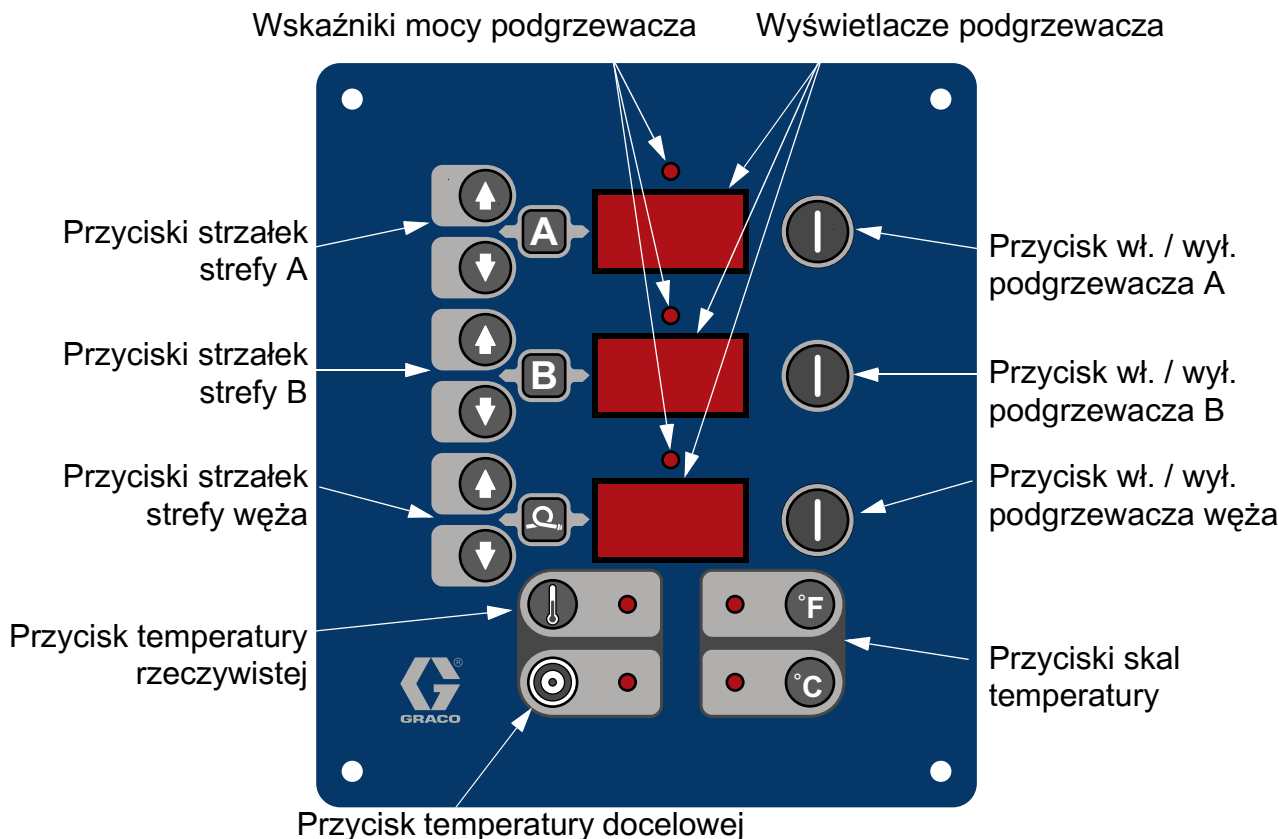 Wskaźniki mocy podgrzewacza
Wyświetlacze podgrzewacza
Przyciski strzałek
strefy A
A
Przycisk wł. / wył.
podgrzewacza A
Przyciski strzałek
strefy B
B
Przycisk wł. / wył.
podgrzewacza B
Przyciski strzałek
strefy węża
Przycisk wł. / wył.
podgrzewacza węża
°F
Przycisk temperatury
rzeczywistej
Przyciski skal
temperatury
°C
®
GRACO
Przycisk temperatury docelowej